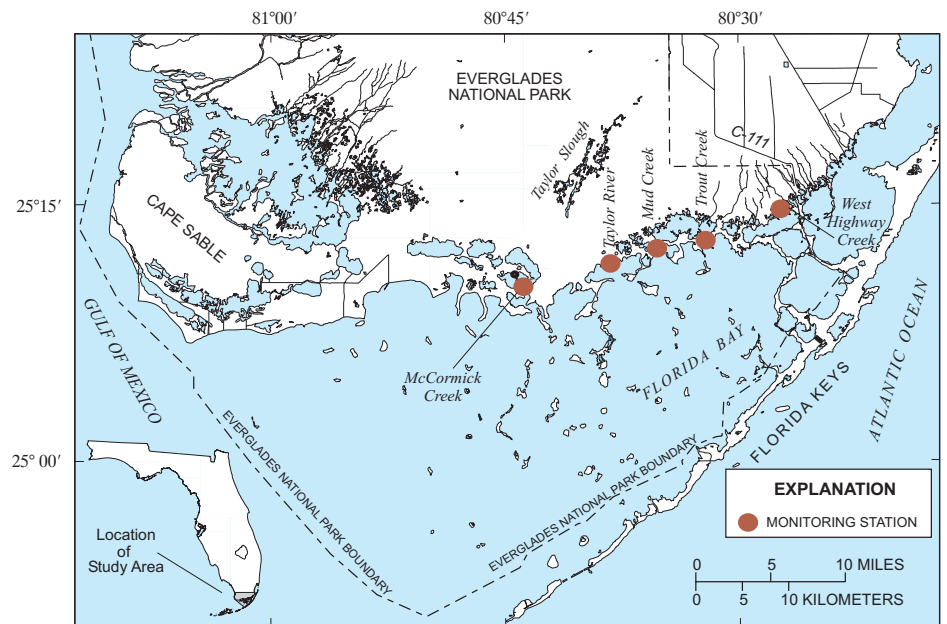 81°00'
80°45'
80°30'
EVERGLADES
NATIONAL PARK
C-111
Taylor Slough
Taylor River
Mud Creek
Trout Creek
25°15'
West
Highway
Creek
CAPE SABLE
GULF OF MEXICO
McCormick
Creek
FLORIDA BAY
FLORIDA KEYS
ATLANTIC OCEAN
25° 00'
EVERGLADES NATIONAL PARK BOUNDARY
EVERGLADES NATIONAL PARK BOUNDARY
Location
of
Study Area
EXPLANATION
MONITORING STATION
0 5 10 MILES
0 5 10 KILOMETERS